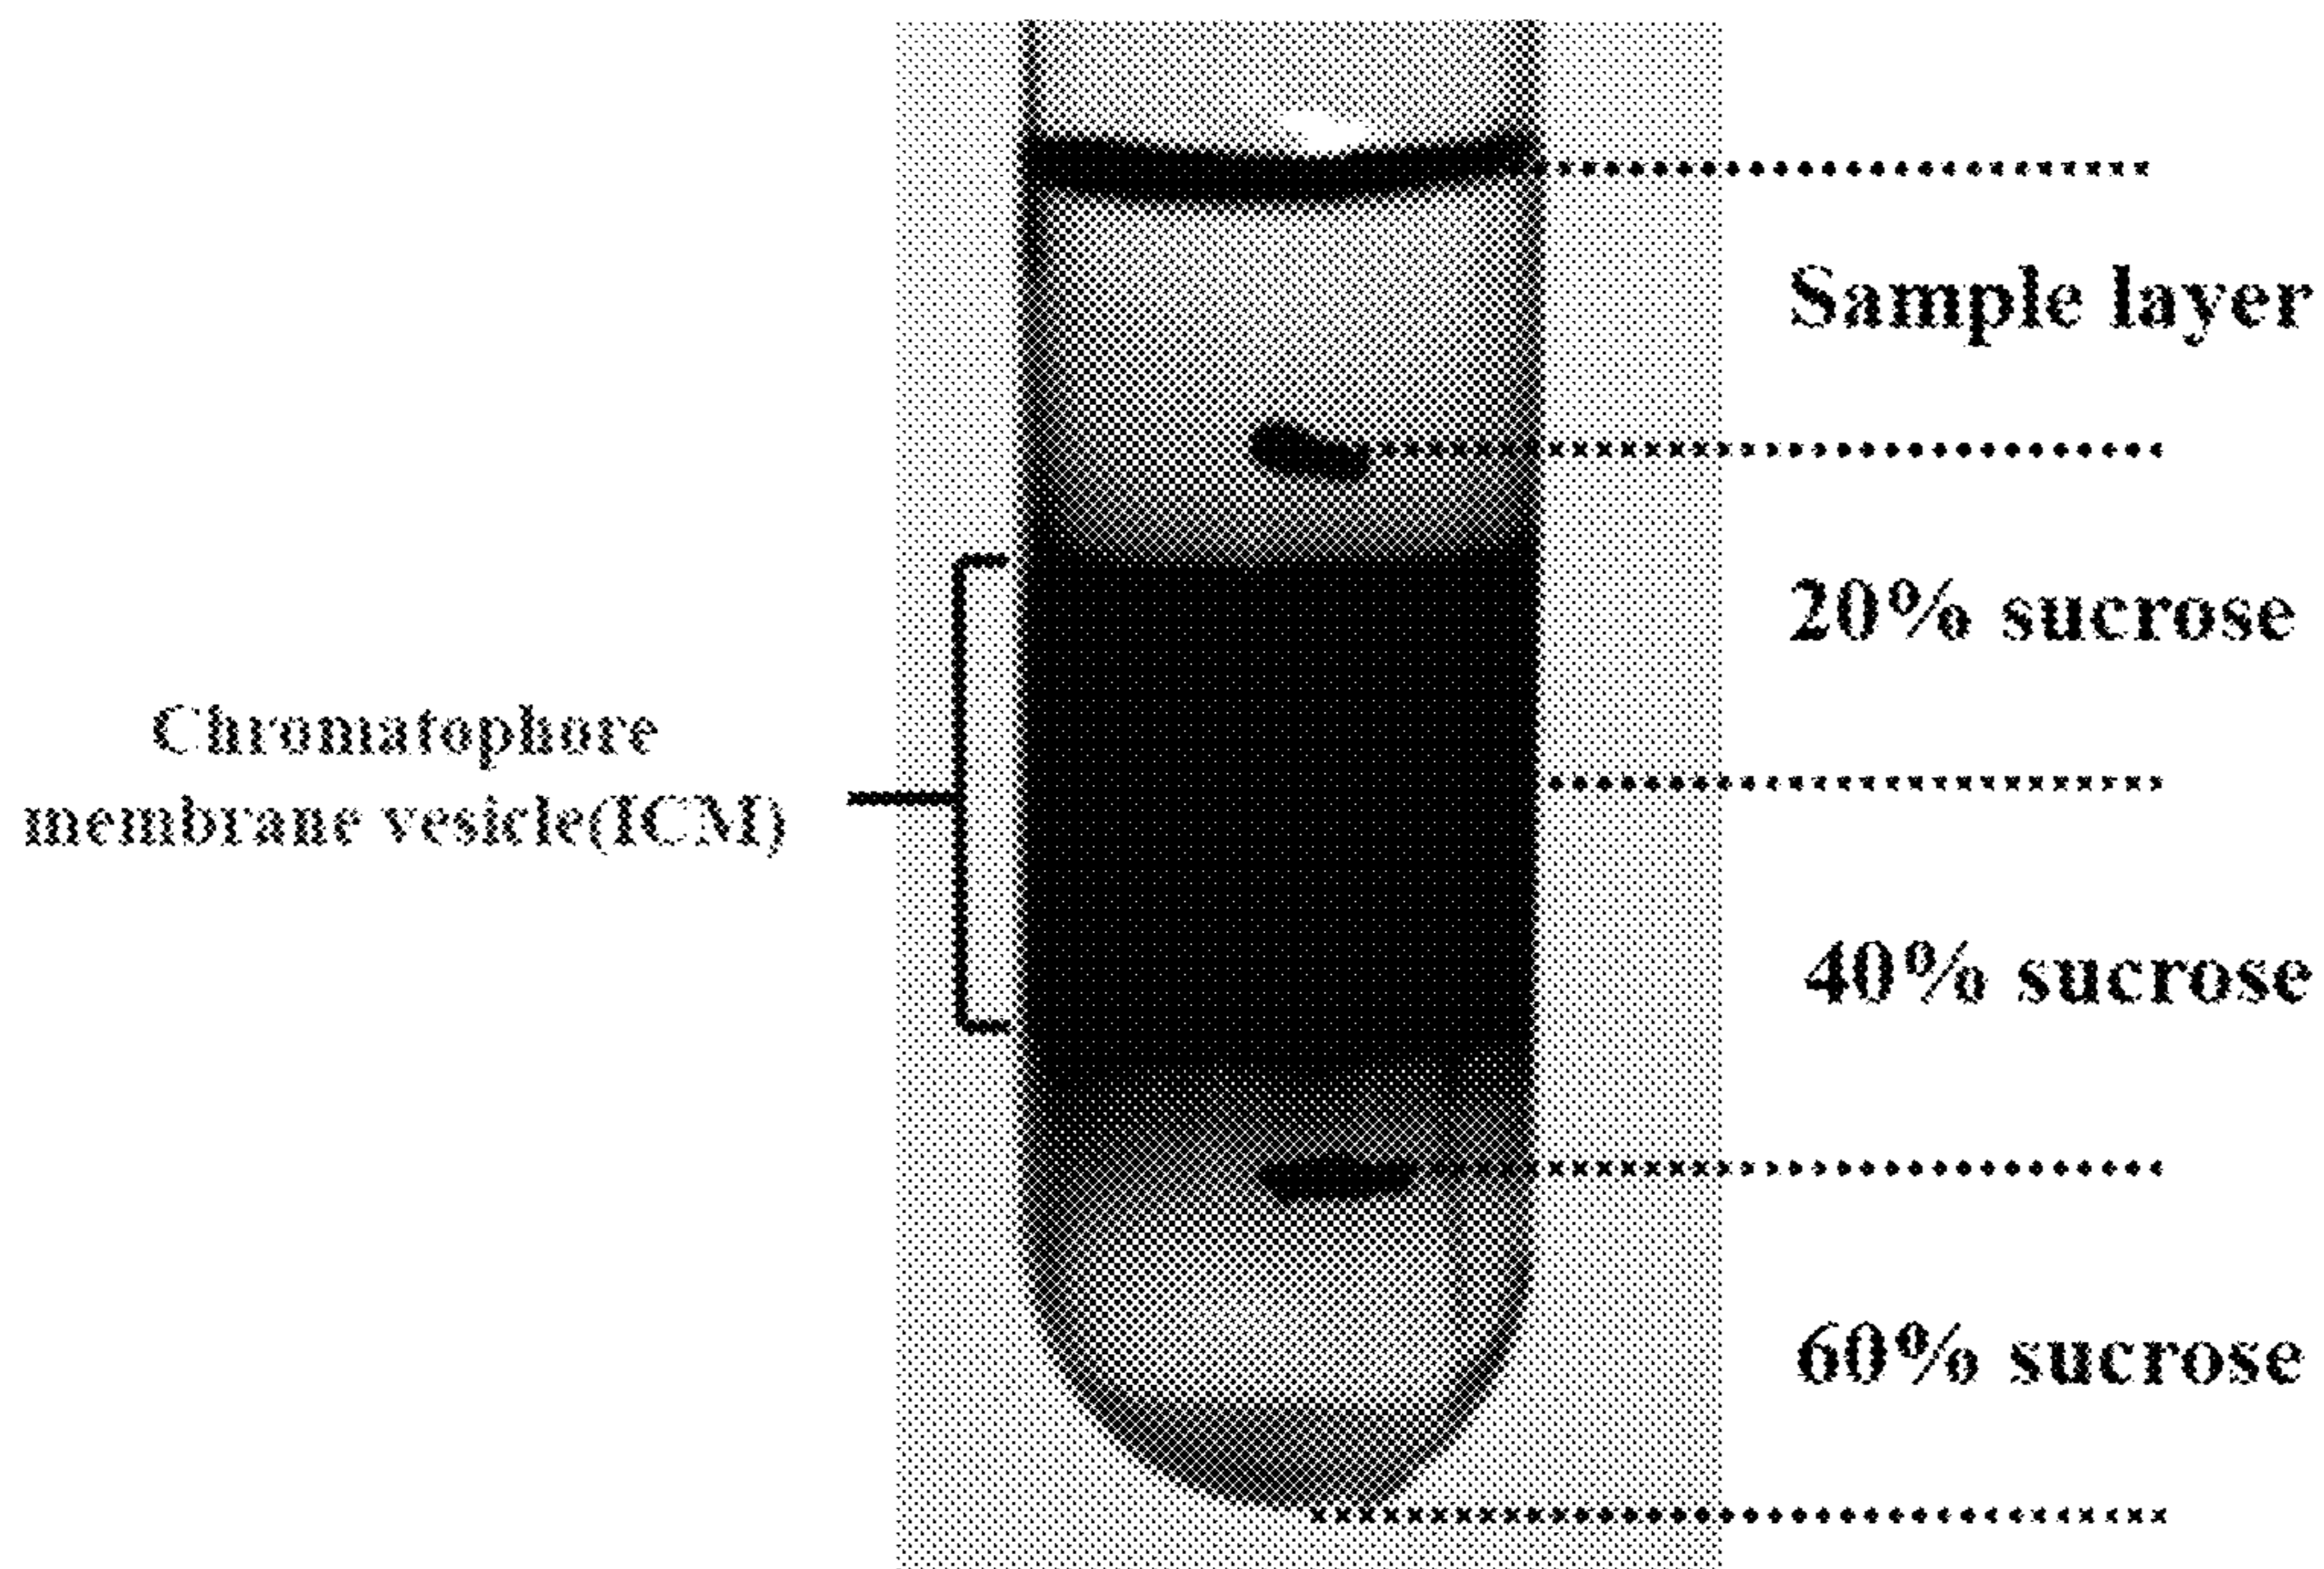 Sample layer
20% sucrose
Chromatophore
membrane vesicle(ICM)
40% sucrose
60% sucrose